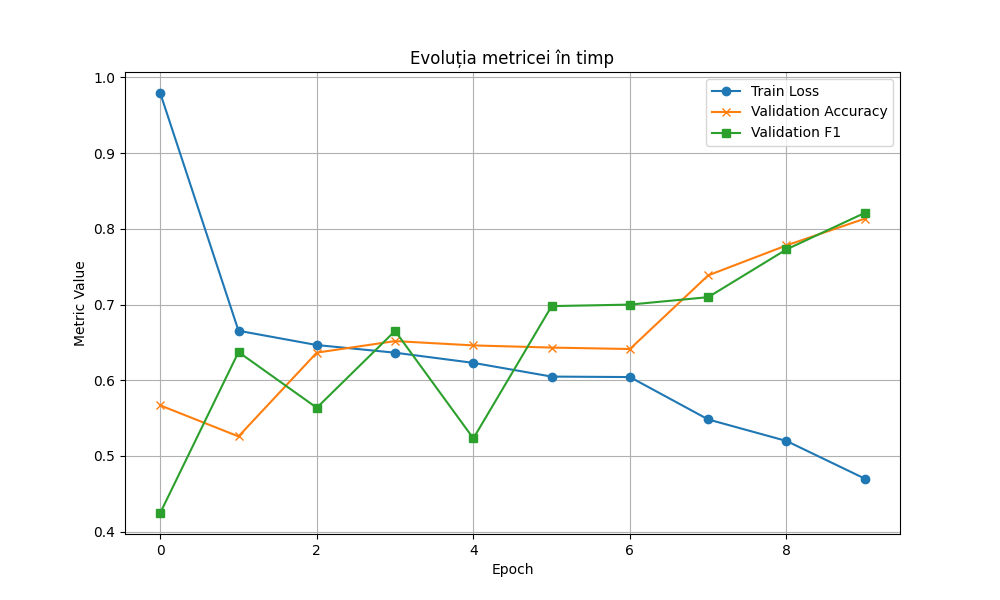 Evoluția metricei în timp
Train Loss
Validation Accuracy
Validation F1
1.0
0.9
0.8
0.7
0.6
0.5
0.4
Metric Value
0 2 4 6 8
Epoch